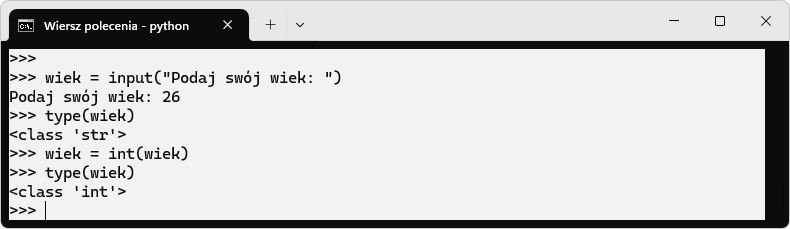 Wiersz polecenia - python
>>>
>>> wiek = input("Podaj swój wiek: ")
Podaj swój wiek: 26
>>> type(wiek)
<class 'str'>
>>> wiek = int(wiek)
>>> type(wiek)
<class 'int'>
>>>